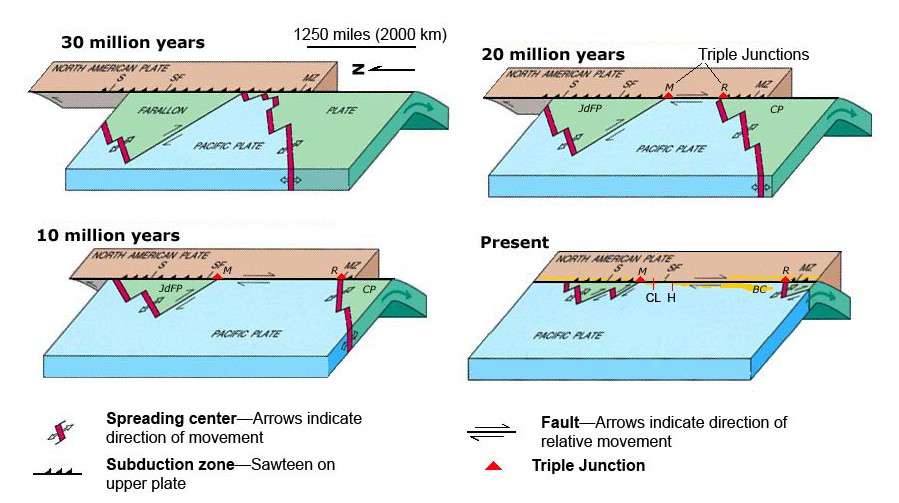 30 million years
1250 miles (2000 km)
N
NORTH AMERICAN PLATE
S
SF
MZ
FARALLON
PLATE
PACIFIC PLATE
20 million years
Triple Junctions
NORTH AMERICAN PLATE
S
SF
M
R
MZ
JdFP
CP
PACIFIC PLATE
10 million years
NORTH AMERICAN PLATE
S
SF
M
R
MZ
JdFP
CP
PACIFIC PLATE
Present
NORTH AMERICAN PLATE
S
M
SF
R
MZ
CL
H
BC
PACIFIC PLATE
Spreading center—Arrows indicate
direction of movement
Subduction zone—Sawteen on
upper plate
Fault—Arrows indicate direction of
relative movement
Triple Junction